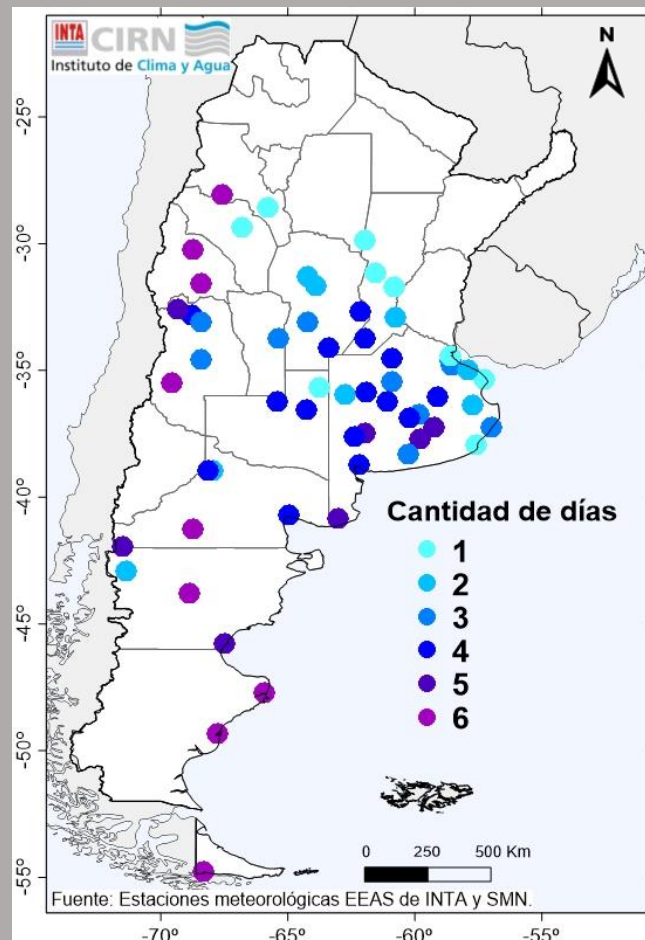 INTA CIRN
Instituto de Clima y Agua
N
-25°
-30°
-35°
-40°
-45°
-50°
-55°
Cantidad de días
1
2
3
4
5
6
0 250 500 Km
Fuente: Estaciones meteorológicas EEAS de INTA y SMN.
-70° -65° -60° -55°